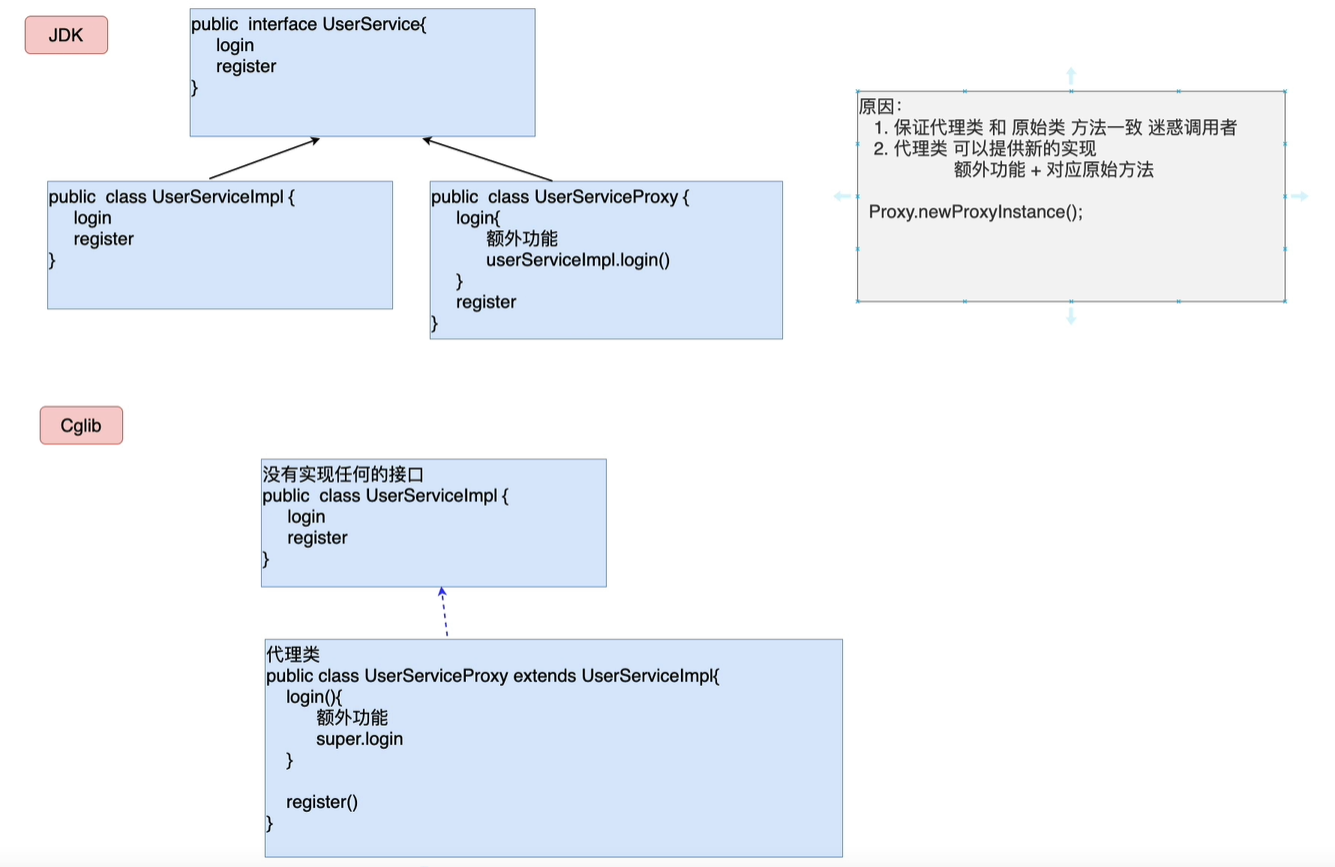 JDK
public  interface UserService{
login
register
}
public  class UserServiceImpl {
login
register
}
public  class UserServiceProxy {
login{
额外功能
userServiceImpl.login()
}
register
}
原因：
1. 保证代理类 和 原始类 方法一致 迷惑调用者
2. 代理类 可以提供新的实现
额外功能 + 对应原始方法
Proxy.newProxyInstance();
Cglib
没有实现任何的接口
public  class UserServiceImpl {
login
register
}
代理类
public class UserServiceProxy extends UserServiceImpl{
login(){
额外功能
super.login
}
register()
}